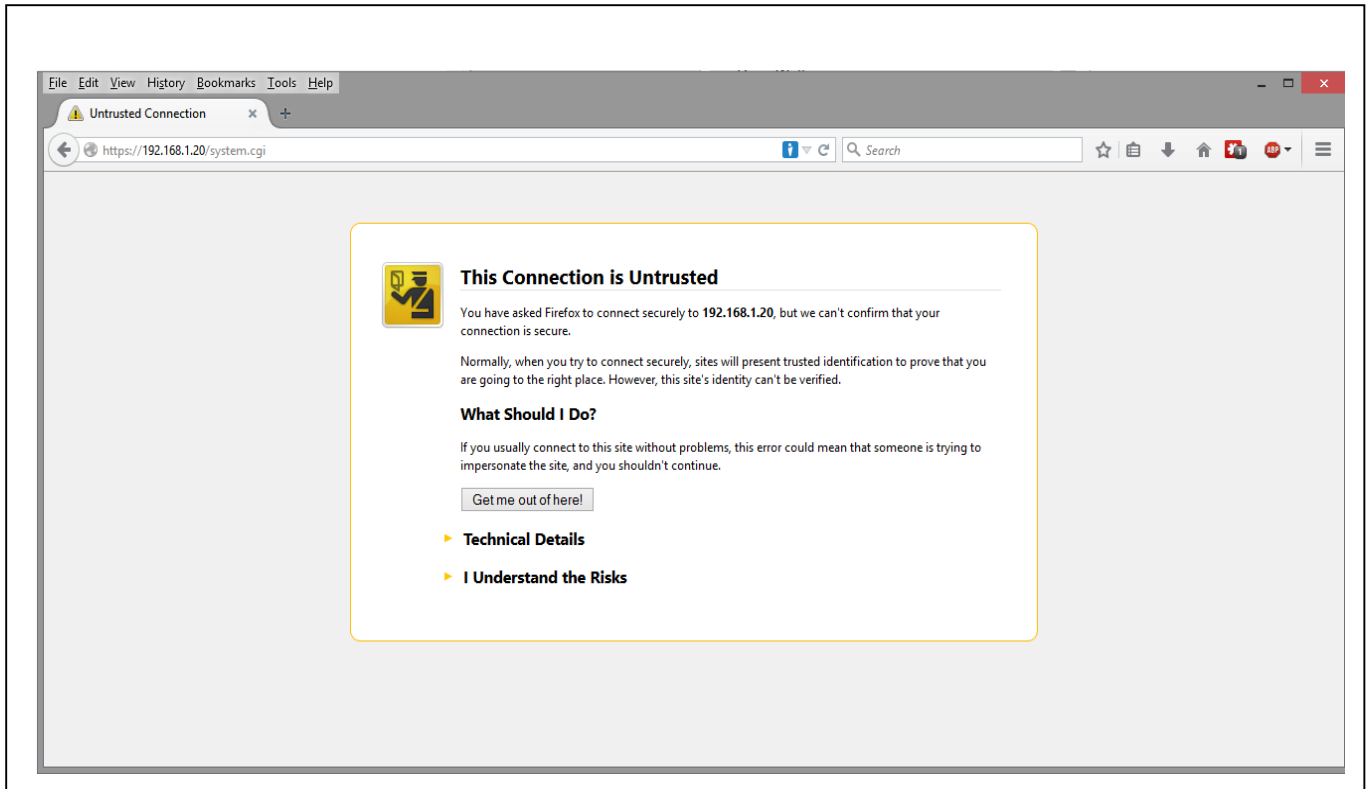 File Edit View History Bookmarks Tools Help
Untrusted Connection
https://192.168.1.20/system.cgi
Search
ABP
This Connection is Untrusted
You have asked Firefox to connect securely to 192.168.1.20, but we can't confirm that your
connection is secure.
Normally, when you try to connect securely, sites will present trusted identification to prove that you
are going to the right place. However, this site's identity can't be verified.
What Should I Do?
If you usually connect to this site without problems, this error could mean that someone is trying to
impersonate the site, and you shouldn't continue.
Get me out of here!
Technical Details
I Understand the Risks